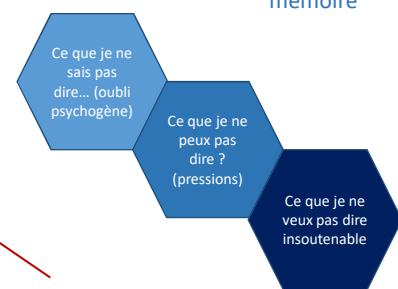 mémoire
Ce que je ne
sais pas
dire… (oubli
psychogène)
Ce que je ne
peux pas
dire ?
(pressions)
Ce que je ne
veux pas dire
insoutenable